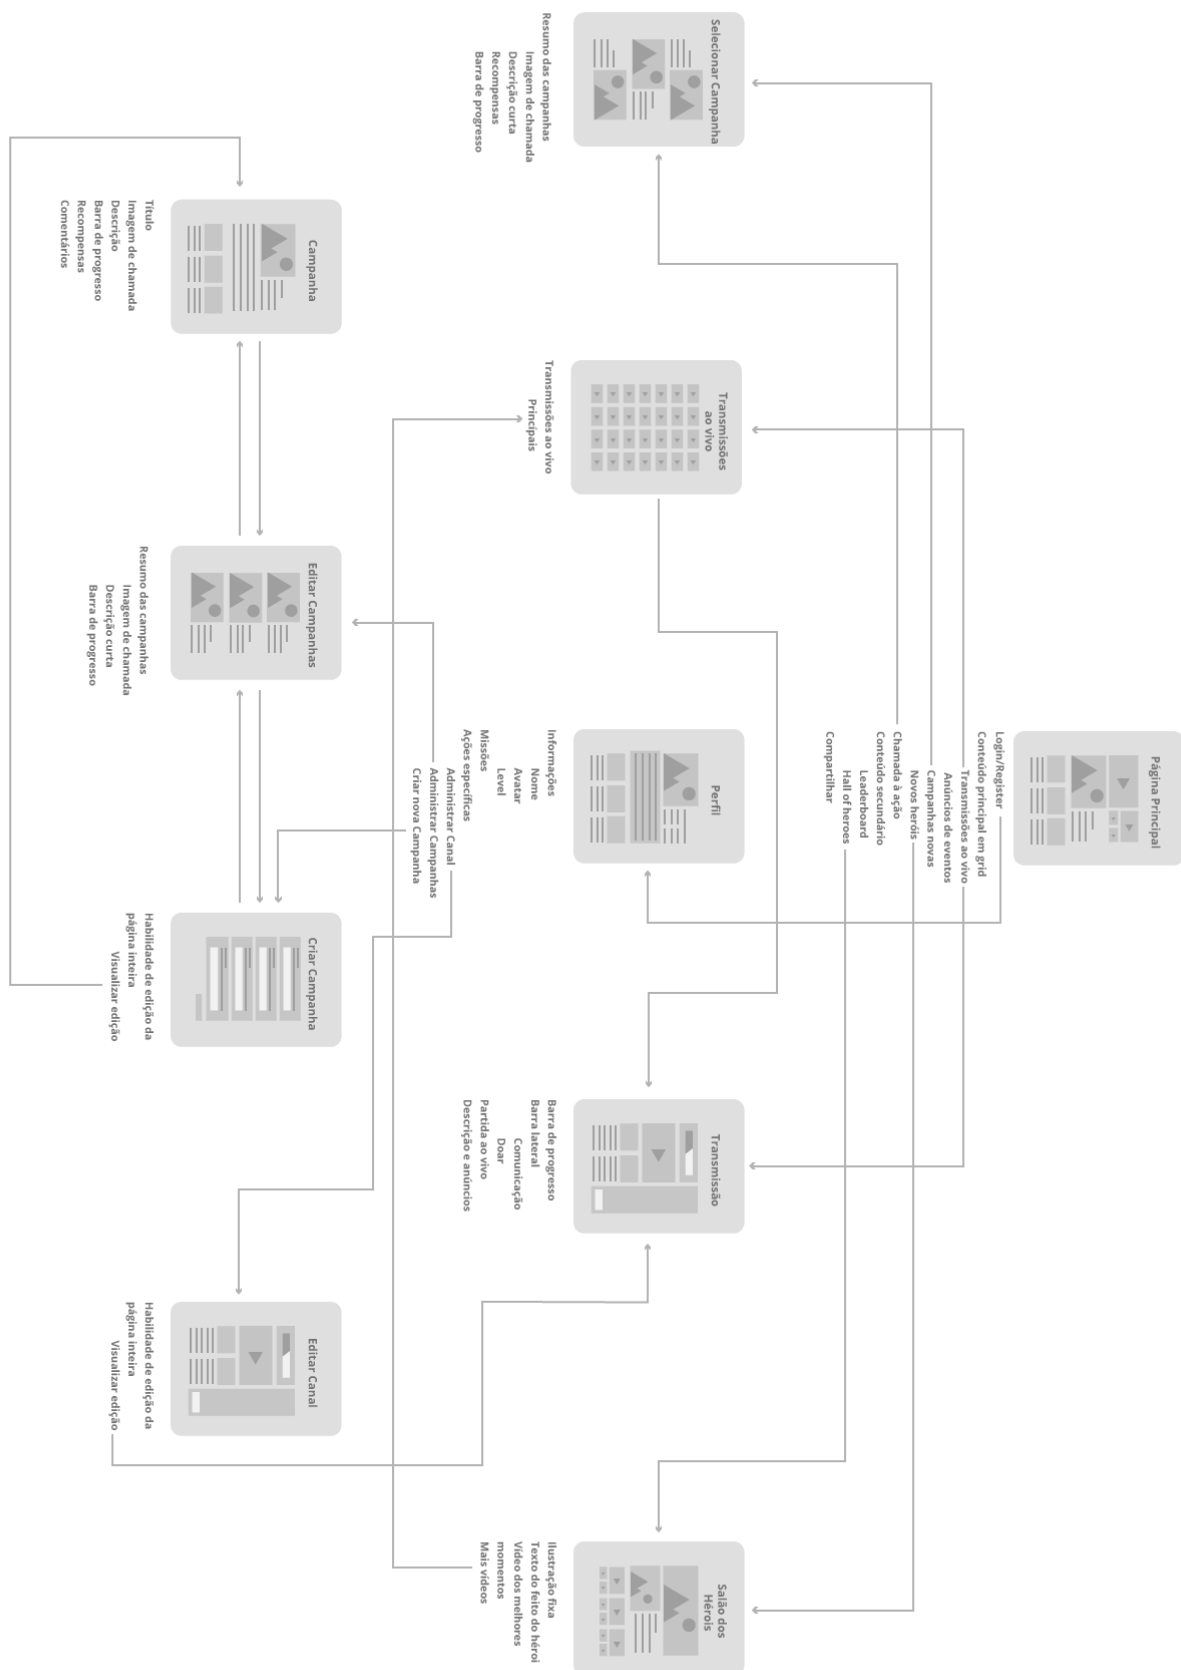 Página Principal
Login/Register
Conteúdo principal em grid
Transmissões ao vivo
Anúncios de eventos
Campanhas novas
Novos heróis
Chamada à ação
Conteúdo secundário
Leaderboard
Hall of heroes
Compartilhar
Selecionar Campanha
Resumo das campanhas
Imagem de chamada
Descrição curta
Recompensas
Barra de progresso
Transmissões
ao vivo
Transmissões ao vivo
Principais
Perfil
Informações
Nome
Avatar
Level
Missões
Ações específicas
Administrar Canal
Administrar Campanhas
Criar nova Campanha
Transmissão
Barra de progresso
Barra lateral
Comunicação
Doar
Partida ao vivo
Descrição e anúncios
Salão dos
Hérois
Ilustração fixa
Texto do feito do héroi
Vídeo dos melhores
momentos
Mais vídeos
Campanha
Título
Imagem de chamada
Descrição
Barra de progresso
Recompensas
Comentários
Editar Campanhas
Resumo das campanhas
Imagem de chamada
Descrição curta
Barra de progresso
Criar Campanha
Habilidade de edição da
página inteira
Visualizar edição
Editar Canal
Habilidade de edição da
página inteira
Visualizar edição